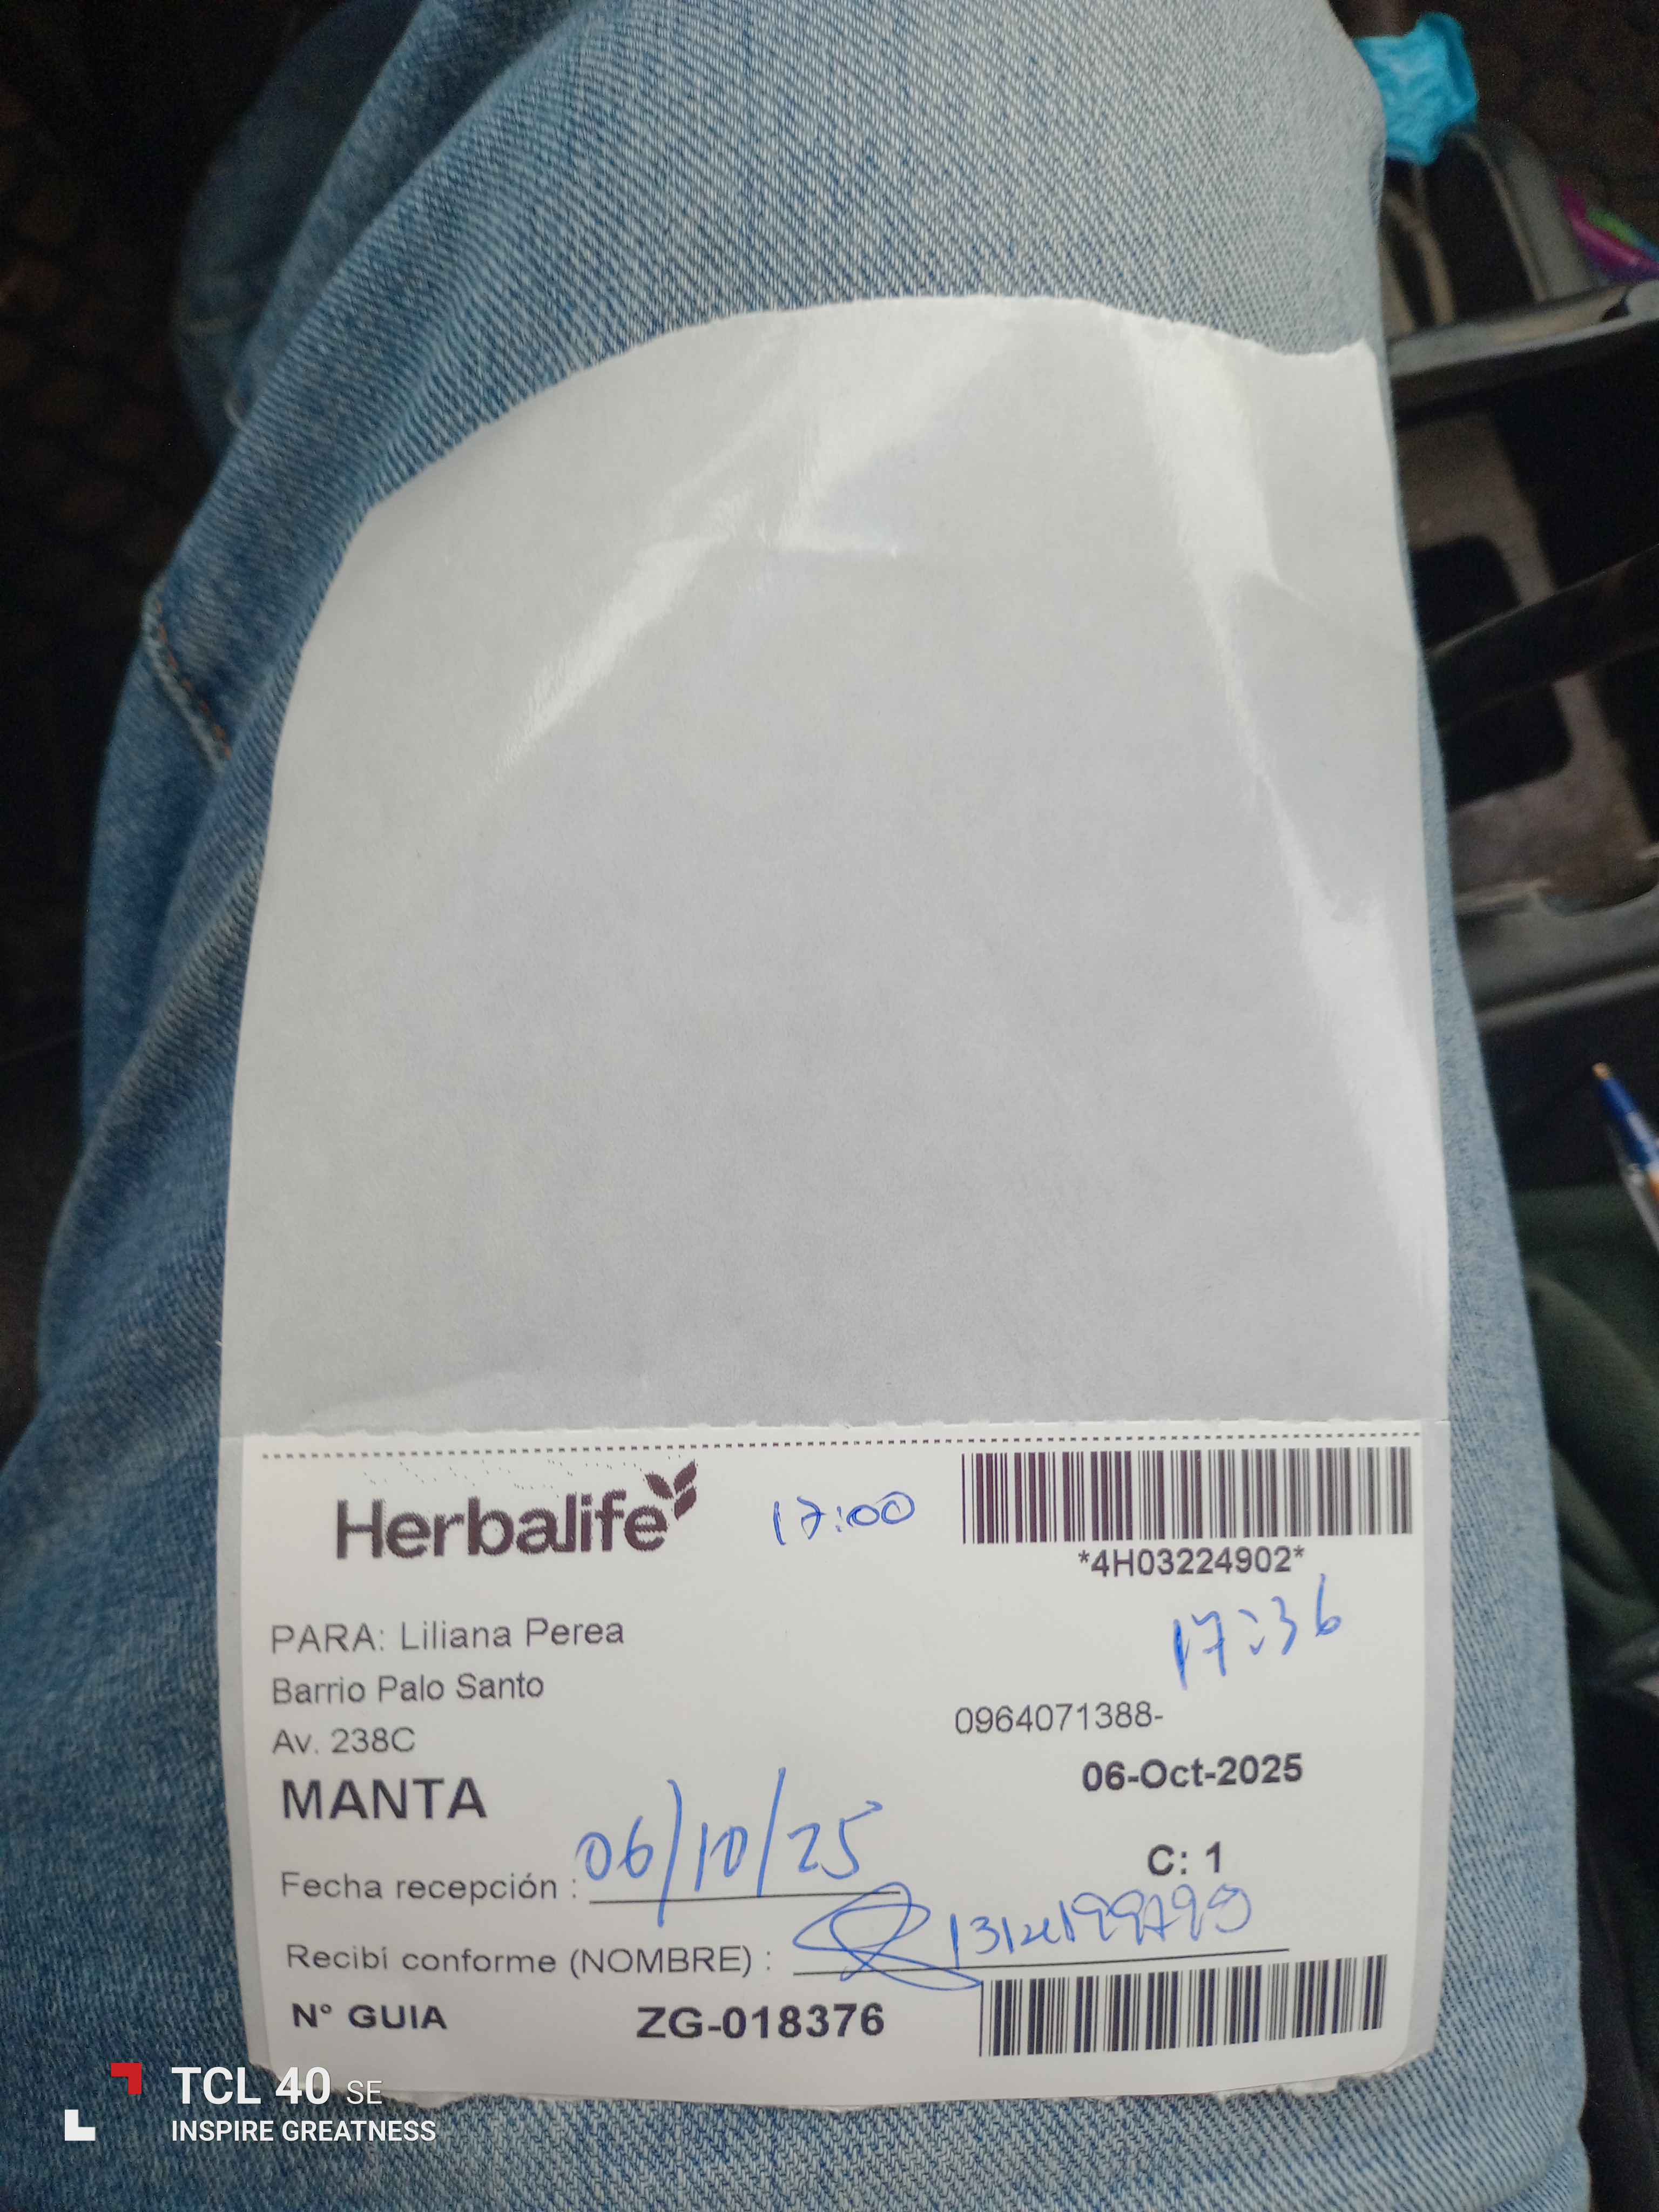 Herbalife
17:00
*4H03224902*
17:36
PARA: Liliana Perea
Barrio Palo Santo
Av. 238C
0964071388-
MANTA
06-Oct-2025
C: 1
Fecha recepción : 06/10/25
Recibí conforme (NOMBRE) :
N° GUIA ZG-018376
TCL 40 SE
INSPIRE GREATNESS